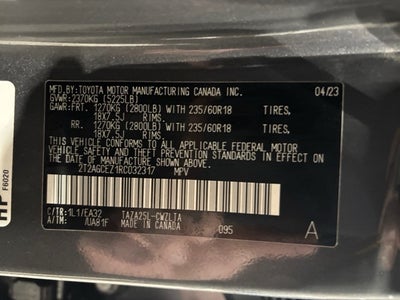 MFD.BY:TOYOTA MOTOR MANUFACTURING CANADA INC. 04/23
GVWR:2370KG (5225LB)
GAWR:FRT. 1270KG (2800LB) WITH 235/60R18 TIRES.
18X7.5J RIMS.
RR. 1270KG (2800LB) WITH 235/60R18 TIRES.
18X7.5J RIMS.
THIS VEHICLE CONFORMS TO ALL APPLICABLE FEDERAL MOTOR
VEHICLE SAFETY AND THEFT PREVENTION STANDARDS IN
EFFECT ON THE DATE OF MANUFACTURE SHOWN ABOVE.
2T2AGCEZ1RC032317 MPV
C/TR:1L1/EA32 TAZA25L-CWZLTA
A/TM: /UA81F MADE IN CANADA 095 A
HP F6020